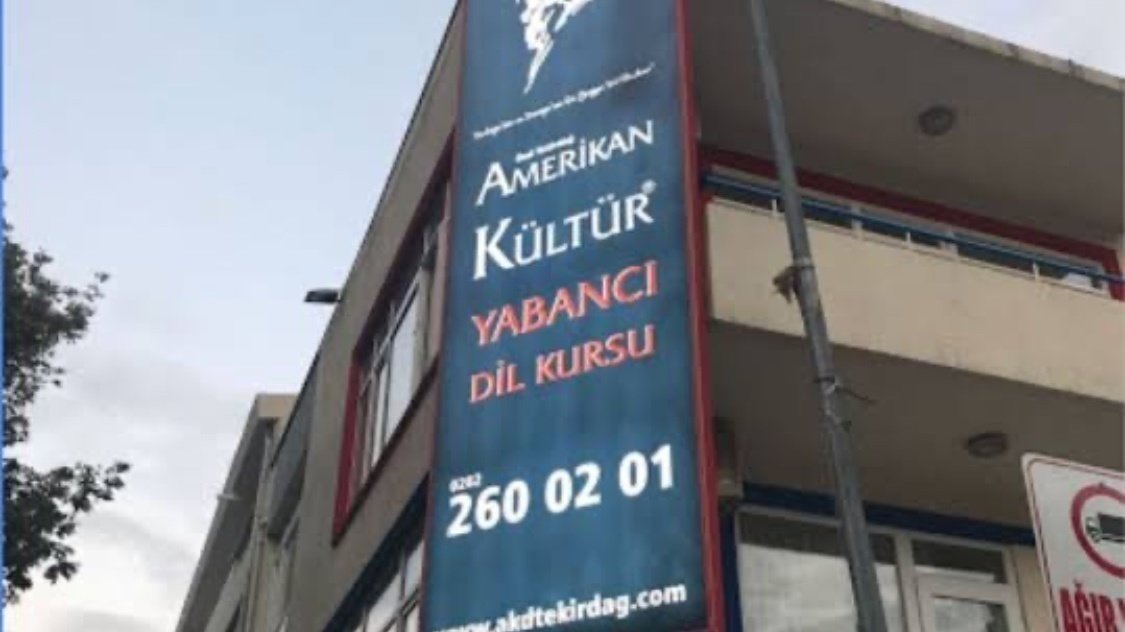 AMERİKAN
KÜLTÜR®
YABANCI
DİL KURSU
0282
260 02 01
www.akdtekirdag.com
AĞIR